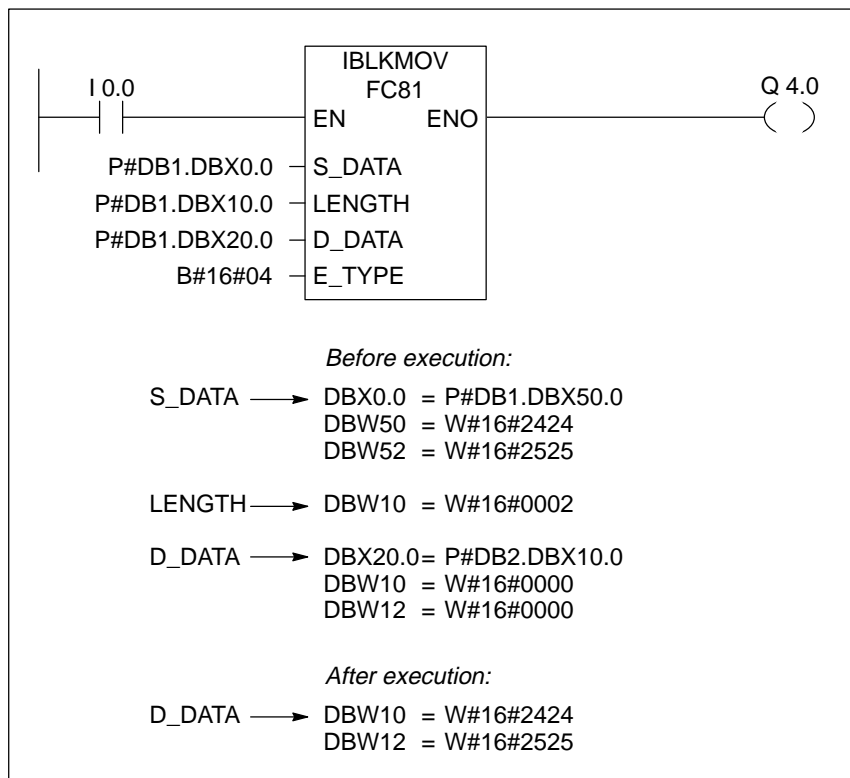 IBLKMOV
FC81
I 0.0
Q 4.0
EN ENO
P#DB1.DBX0.0 S_DATA
P#DB1.DBX10.0 LENGTH
P#DB1.DBX20.0 D_DATA
B#16#04 E_TYPE
Before execution:
S_DATA DBX0.0 = P#DB1.DBX50.0
DBW50 = W#16#2424
DBW52 = W#16#2525
LENGTH DBW10 = W#16#0002
D_DATA DBX20.0= P#DB2.DBX10.0
DBW10 = W#16#0000
DBW12 = W#16#0000
After execution:
D_DATA DBW10 = W#16#2424
DBW12 = W#16#2525